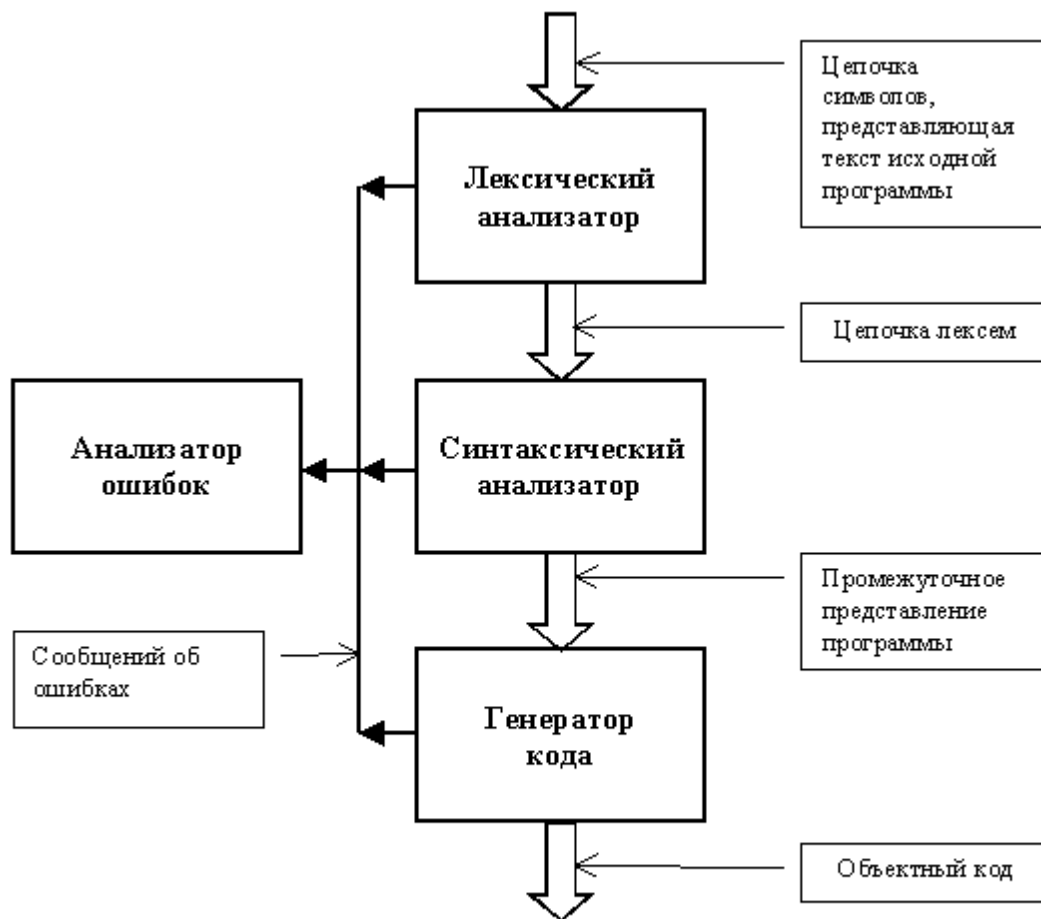 Цепочка
символов,
представляющая
текст исходной
программы
Лексический
анализатор
Цепочка лексем
Анализатор
ошибок
Синтаксический
анализатор
Промежуточное
представление
программы
Сообщений об
ошибках
Генератор
кода
Объектный код